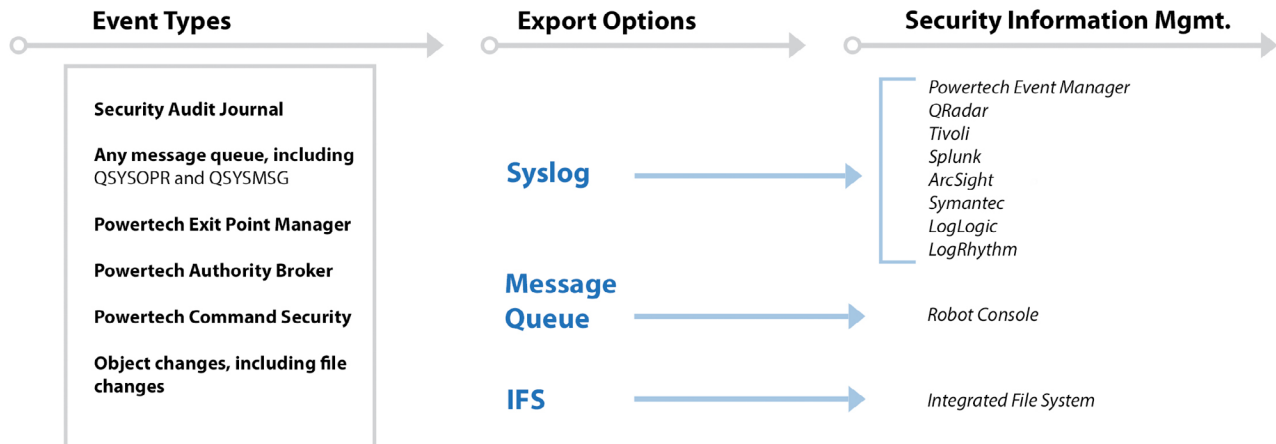 Event Types
Security Audit Journal
Any message queue, including
QSYSOPR and QSYSMSG
Powertech Exit Point Manager
Powertech Authority Broker
Powertech Command Security
Object changes, including file
changes
Export Options
Syslog
Message
Queue
IFS
Security Information Mgmt.
Powertech Event Manager
QRadar
Tivoli
Splunk
ArcSight
Symantec
LogLogic
LogRhythm
Robot Console
Integrated File System